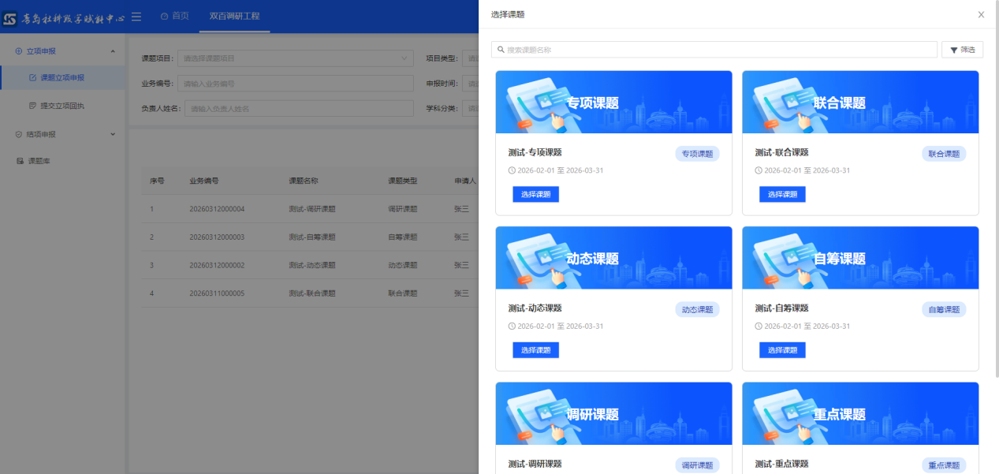 青岛社科数字赋能中心
首页
双百调研工程
立项申报
课题立项申报
提交立项回执
结项申报
课题库
课题项目: 请选择课题项目
项目类型:
业务编号: 请输入业务编号
申报时间:
负责人姓名: 请输入负责人姓名
学科分类:
序号 业务编号 课题名称 课题类型 申请人
1 20260312000004 测试-调研课题 调研课题 张三
2 20260312000003 测试-自筹课题 自筹课题 张三
3 20260312000002 测试-动态课题 动态课题 张三
4 20260311000005 测试-联合课题 联合课题 张三
选择课题 X
搜索课题名称 筛选
专项课题
测试-专项课题 专项课题
2026-02-01 至 2026-03-31
选择课题
联合课题
测试-联合课题 联合课题
2026-02-01 至 2026-03-31
选择课题
动态课题
测试-动态课题 动态课题
2026-02-01 至 2026-03-31
选择课题
自筹课题
测试-自筹课题 自筹课题
2026-02-01 至 2026-03-31
选择课题
调研课题
测试-调研课题 调研课题
重点课题
测试-重点课题 重点课题